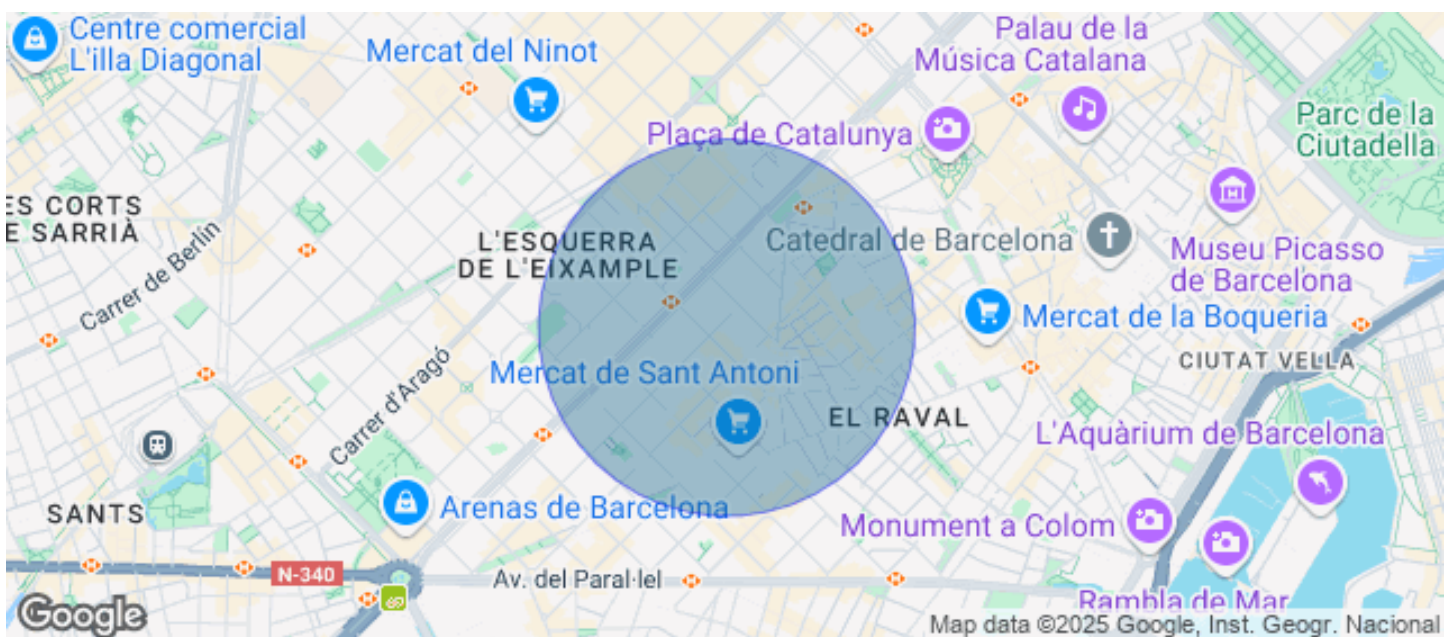 Centre comercial
L'illa Diagonal
Mercat del Ninot
Palau de la
Música Catalana
Plaça de Catalunya
Parc de la
Ciutadella
ES CORTS
E SARRIÀ
Carrer de Berlín
L'ESQUERRA
DE L'EIXAMPLE
Catedral de Barcelona
Museu Picasso
de Barcelona
Mercat de la Boqueria
CIUTAT VELLA
Carrer d'Aragó
Mercat de Sant Antoni
EL RAVAL
L'Aquàrium de Barcelona
SANTS
Arenas de Barcelona
Monument a Colom
N-340
Av. del Paral·lel
Rambla de Mar
Google
Map data ©2025 Google, Inst. Geogr. Nacional